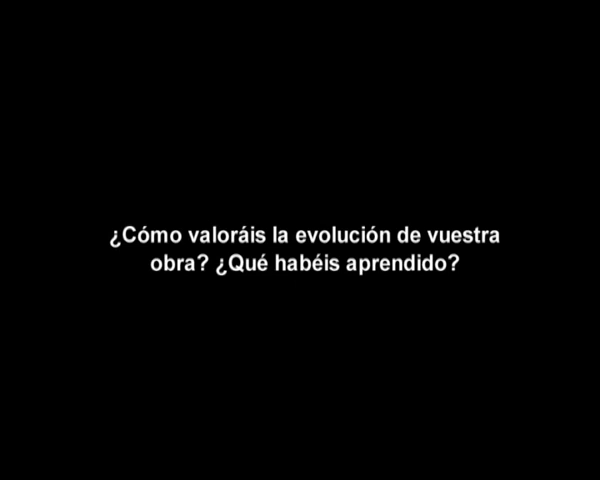 ¿Cómo valoráis la evolución de vuestra
obra? ¿Qué habéis aprendido?